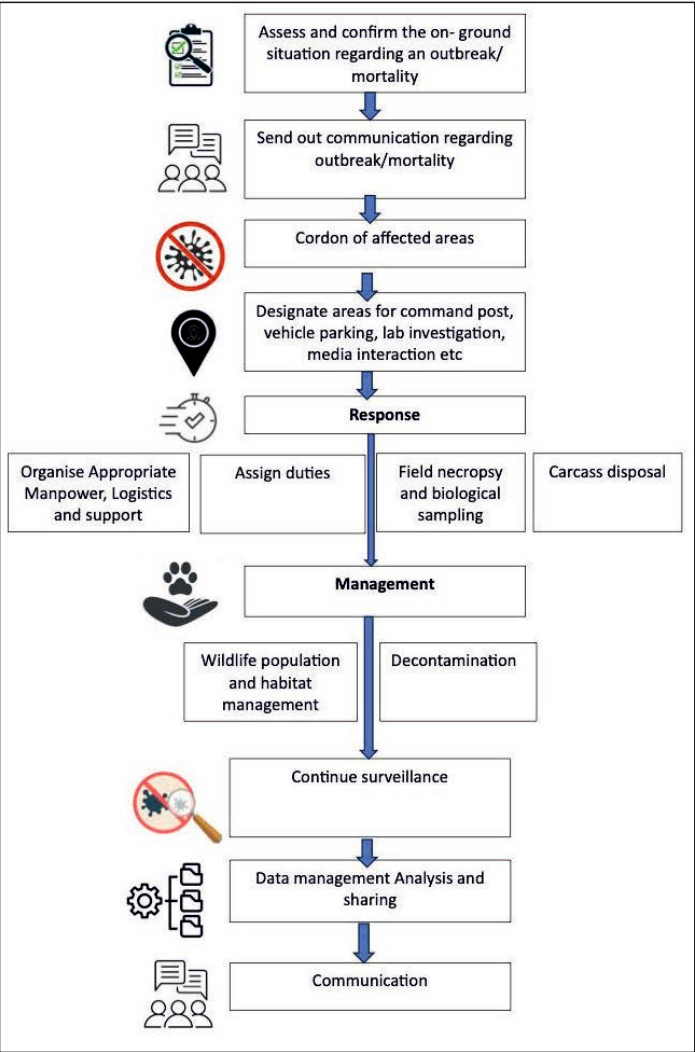 Assess and confirm the on- ground
situation regarding an outbreak/
mortality
Send out communication regarding
outbreak/mortality
Cordon of affected areas
Designate areas for command post,
vehicle parking, lab investigation,
media interaction etc
Response
Organise Appropriate
Manpower, Logistics
and support
Assign duties
Field necropsy
and biological
sampling
Carcass disposal
Management
Wildlife population
and habitat
management
Decontamination
Continue surveillance
Data management Analysis and
sharing
Communication